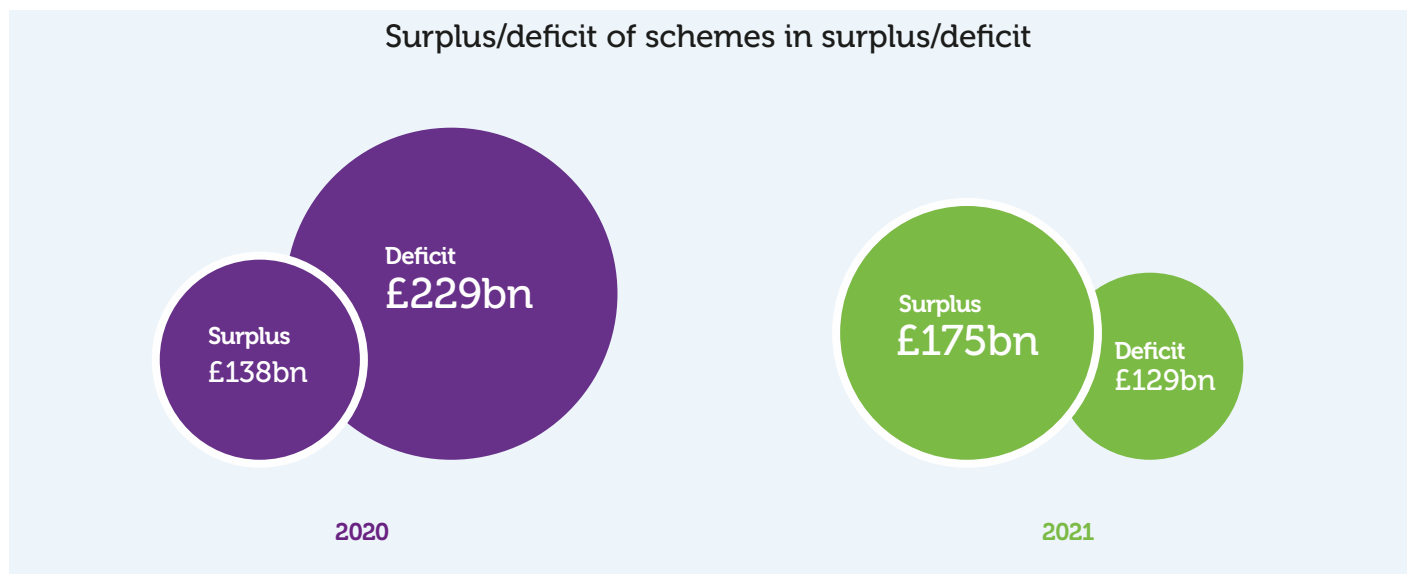 Surplus/deficit of schemes in surplus/deficit
Deficit
£229bn
Surplus
£138bn
2020
Surplus
£175bn
Deficit
£129bn
2021